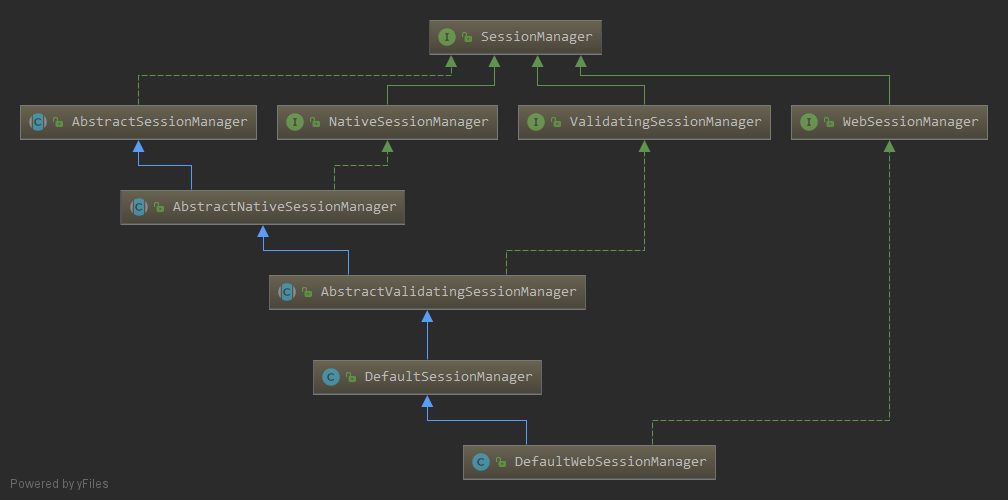 SessionManager
AbstractSessionManager
NativeSessionManager
ValidatingSessionManager
WebSessionManager
AbstractNativeSessionManager
AbstractValidatingSessionManager
DefaultSessionManager
DefaultWebSessionManager
Powered by yFiles